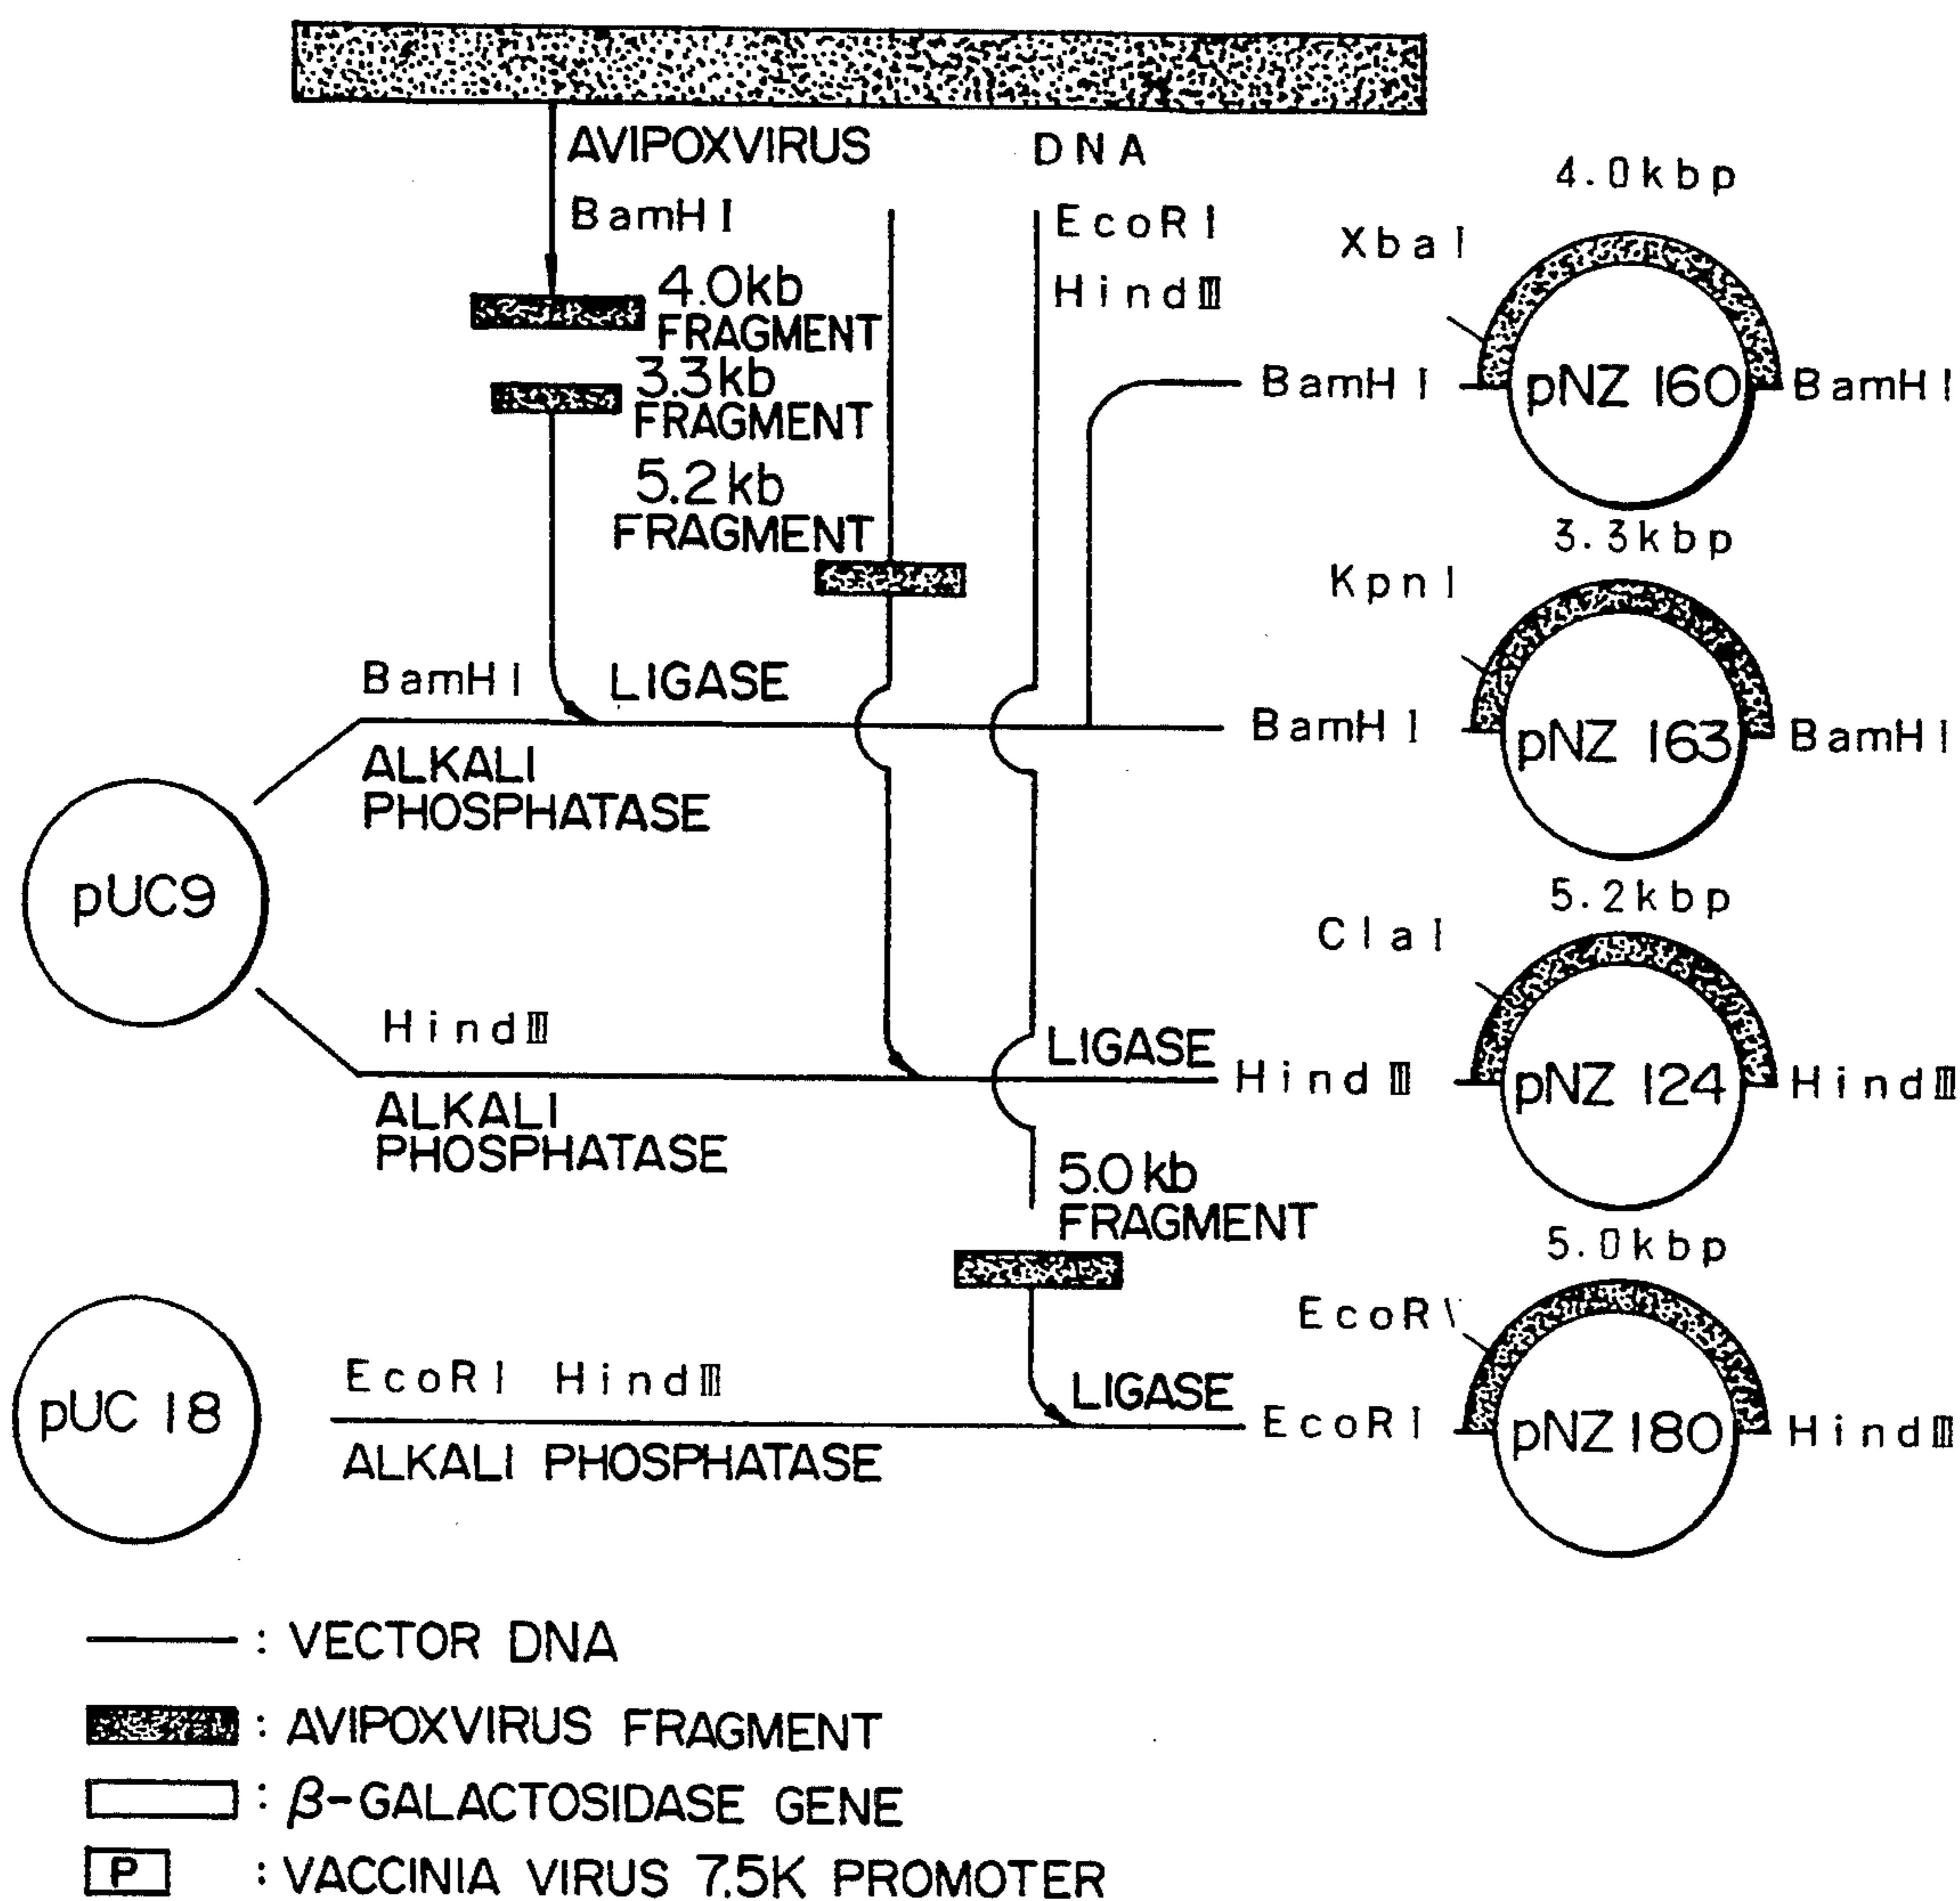 AVIPOXVIRUS DNA
BamHI
EcoRI
HindⅢ
4.0kb
FRAGMENT
3.3kb
FRAGMENT
5.2kb
FRAGMENT
4.0kbp
XbaI
BamHI
pNZ 160
BamHI
3.3kbp
KpnI
BamHI
LIGASE
BamHI
pNZ 163
BamHI
ALKALI
PHOSPHATASE
pUC9
5.2kbp
ClaI
HindⅢ
LIGASE
HindⅢ
pNZ 124
HindⅢ
ALKALI
PHOSPHATASE
5.0kb
FRAGMENT
5.0kbp
EcoRV
pUC 18
EcoRI HindⅢ
LIGASE
EcoRI
pNZ 180
HindⅢ
ALKALI PHOSPHATASE
: VECTOR DNA
: AVIPOXVIRUS FRAGMENT
: β-GALACTOSIDASE GENE
P : VACCINIA VIRUS 7.5K PROMOTER